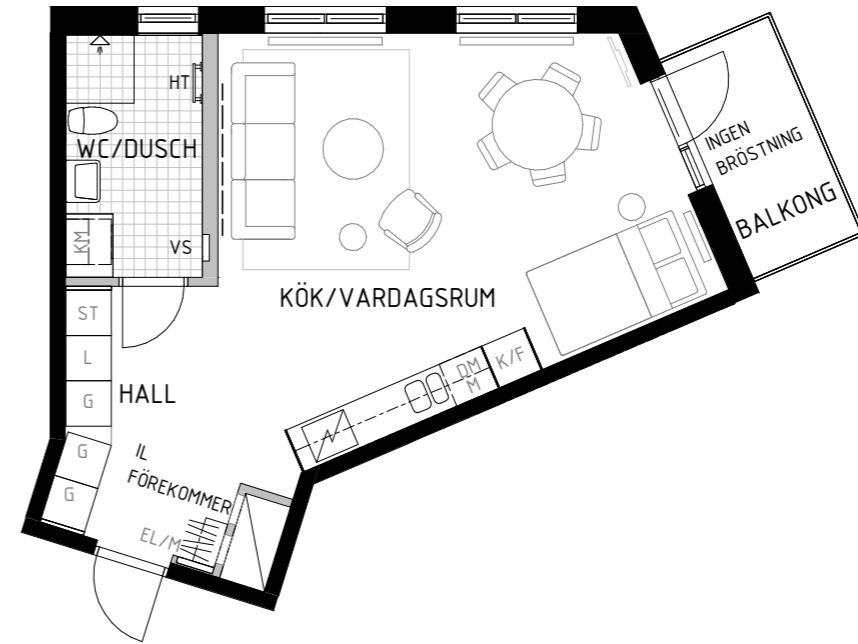 HT
WC/DUSCH
INGEN
BRÖSTNING
BALKONG
KM
VS
KÖK/VARDAGSRUM
ST
L
G
HALL
DM
M
K/F
G
G
IL
FÖREKOMMER
EL/M